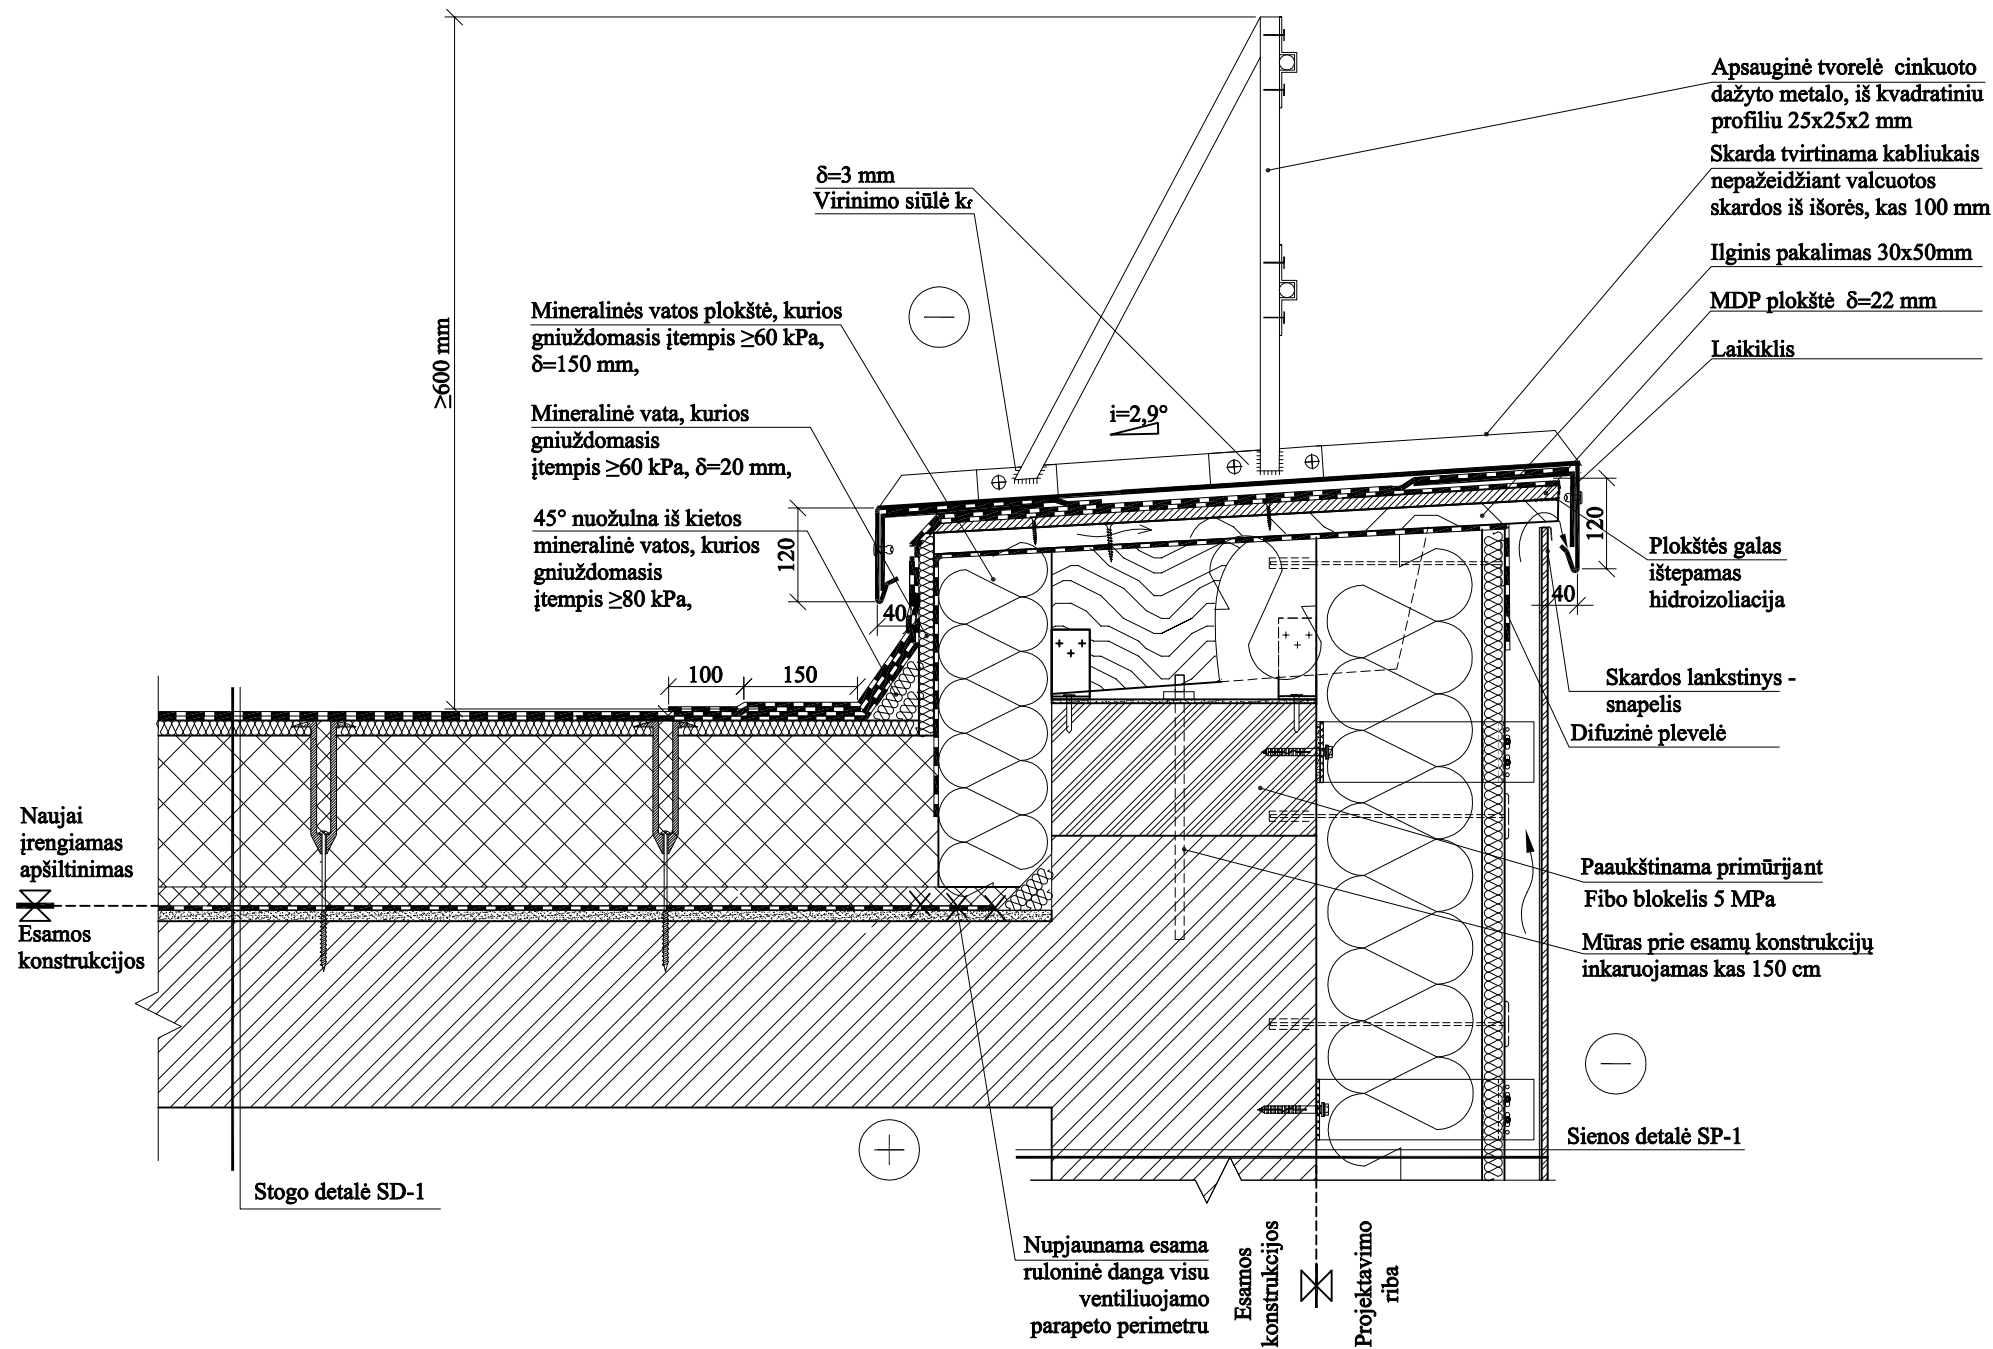 Apsauginė tvorelė cinkuoto
dažyto metalo, iš kvadratiniu
profiliu 25x25x2 mm
Skarda tvirtinama kabliukais
nepažeidžiant valcuotos
skardos iš išorės, kas 100 mm
Ilginis pakalimas 30x50mm
MDP plokštė δ=22 mm
Laikiklis
δ=3 mm
Virinimo siūlė kf
≥600 mm
Mineralinės vatos plokštė, kurios
gniuždomasis įtempis ≥60 kPa,
δ=150 mm,
Mineralinė vata, kurios
gniuždomasis
įtempis ≥60 kPa, δ=20 mm,
45° nuožulna iš kietos
mineralinė vatos, kurios
gniuždomasis
įtempis ≥80 kPa,
i=2,9°
120
40
100
150
120
40
Plokštės galas
ištepamas
hidroizoliacija
Skardos lankstinys -
snapelis
Difuzinė plevelė
Naujai
įrengiamas
apšiltinimas
Esamos
konstrukcijos
Paaukštinama primūrijant
Fibo blokelis 5 MPa
Mūras prie esamų konstrukcijų
inkaruojamas kas 150 cm
Sienos detalė SP-1
Stogo detalė SD-1
Nupjaunama esama
ruloninė danga visu
ventiliuojamo
parapeto perimetru
Esamos
konstrukcijos
Projektavimo
riba